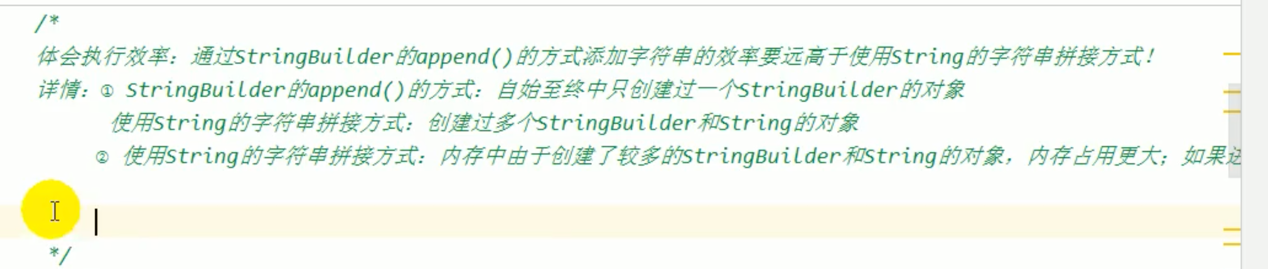 /*
体会执行效率：通过StringBuilder的append()的方式添加字符串的效率要远高于使用String的字符串拼接方式！
详情：① StringBuilder的append()的方式：自始至终中只创建过一个StringBuilder的对象
使用String的字符串拼接方式：创建过多个StringBuilder和String的对象
② 使用String的字符串拼接方式：内存中由于创建了较多的StringBuilder和String的对象，内存占用更大；如果
*/